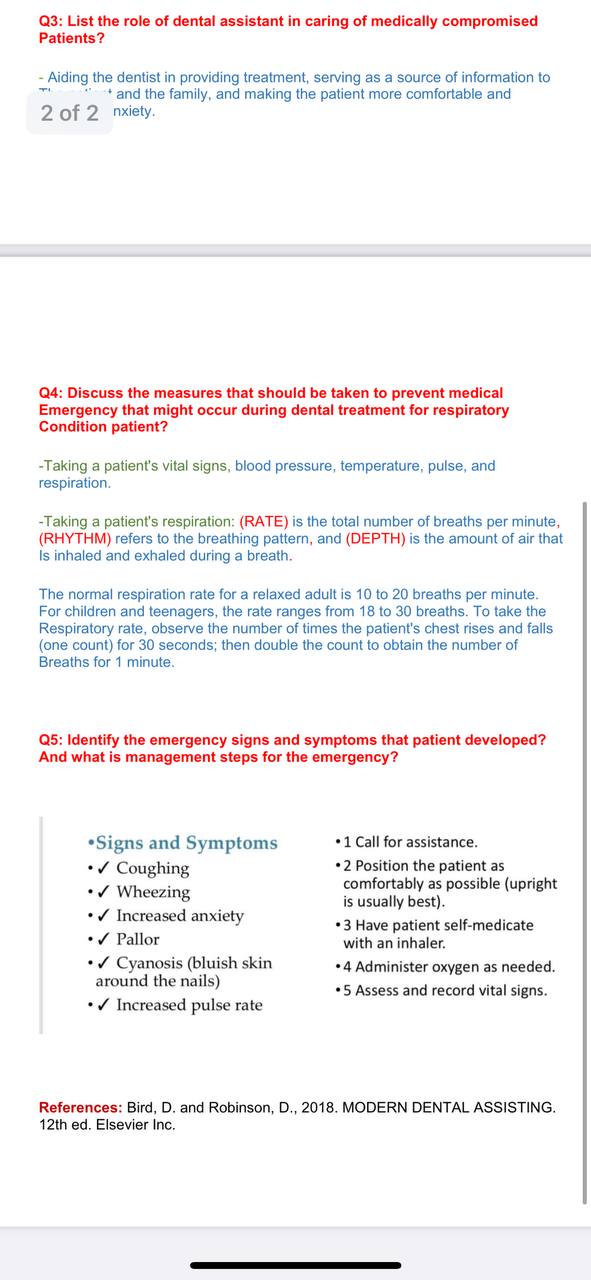 Q3: List the role of dental assistant in caring of medically compromised
Patients?
- Aiding the dentist in providing treatment, serving as a source of information to
and the family, and making the patient more comfortable and
2 of 2
nxiety.
Q4: Discuss the measures that should be taken to prevent medical
Emergency that might occur during dental treatment for respiratory
Condition patient?
-Taking a patient's vital signs, blood pressure, temperature, pulse, and
respiration.
-Taking a patient's respiration: (RATE) is the total number of breaths per minute,
(RHYTHM) refers to the breathing pattern, and (DEPTH) is the amount of air that
Is inhaled and exhaled during a breath.
The normal respiration rate for a relaxed adult is 10 to 20 breaths per minute.
For children and teenagers, the rate ranges from 18 to 30 breaths. To take the
Respiratory rate, observe the number of times the patient's chest rises and falls
(one count) for 30 seconds; then double the count to obtain the number of
Breaths for 1 minute.
Q5: Identify the emergency signs and symptoms that patient developed?
And what is management steps for the emergency?
•Signs and Symptoms
•✓ Coughing
•✓ Wheezing
•✓ Increased anxiety
•✓ Pallor
•✓ Cyanosis (bluish skin
around the nails)
•✓ Increased pulse rate
•1 Call for assistance.
•2 Position the patient as
comfortably as possible (upright
is usually best).
•3 Have patient self-medicate
with an inhaler.
•4 Administer oxygen as needed.
•5 Assess and record vital signs.
References: Bird, D. and Robinson, D., 2018. MODERN DENTAL ASSISTING.
12th ed. Elsevier Inc.